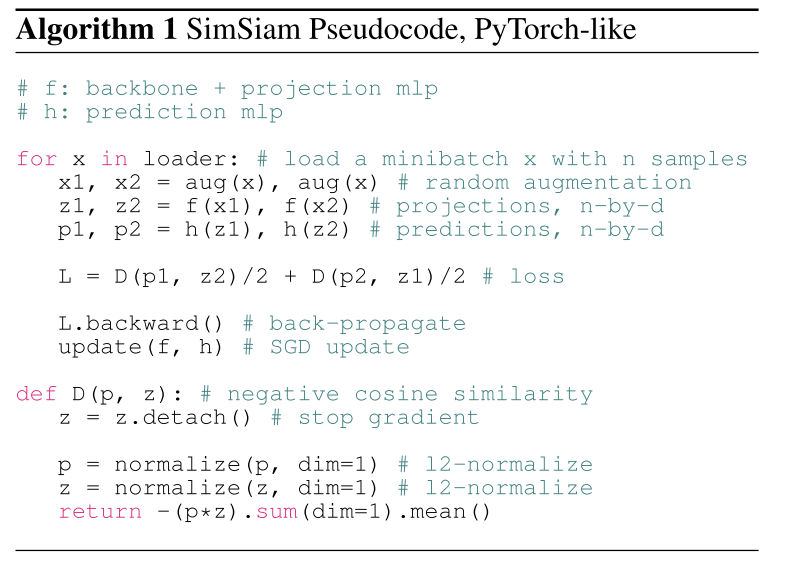 Algorithm 1 SimSiam Pseudocode, PyTorch-like
# f: backbone + projection mlp
# h: prediction mlp
for x in loader: # load a minibatch x with n samples
x1, x2 = aug(x), aug(x) # random augmentation
z1, z2 = f(x1), f(x2) # projections, n-by-d
p1, p2 = h(z1), h(z2) # predictions, n-by-d
L = D(p1, z2)/2 + D(p2, z1)/2 # loss
L.backward() # back-propagate
update(f, h) # SGD update
def D(p, z): # negative cosine similarity
z = z.detach() # stop gradient
p = normalize(p, dim=1) # l2-normalize
z = normalize(z, dim=1) # l2-normalize
return -(p*z).sum(dim=1).mean()